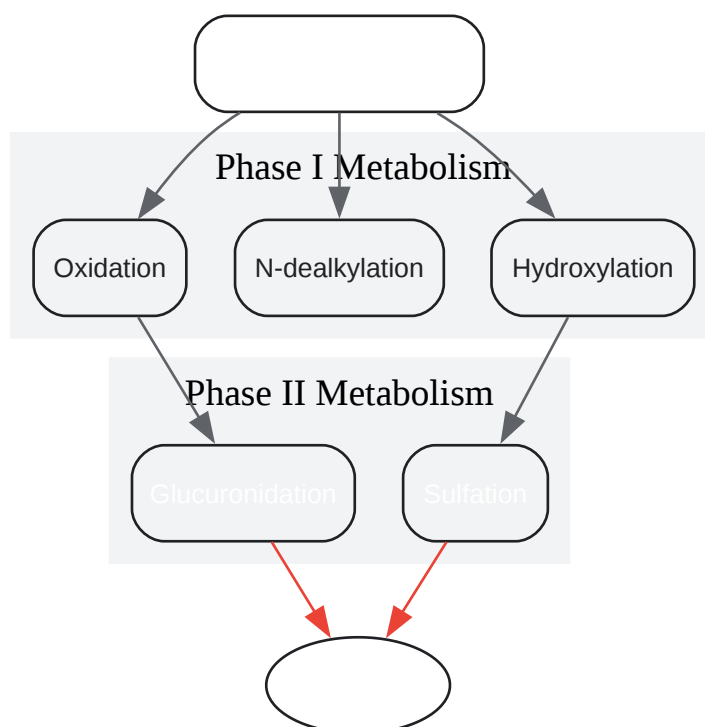 Phase I Metabolism
Oxidation
N-dealkylation
Hydroxylation
Phase II Metabolism
Glucuronidation
Sulfation